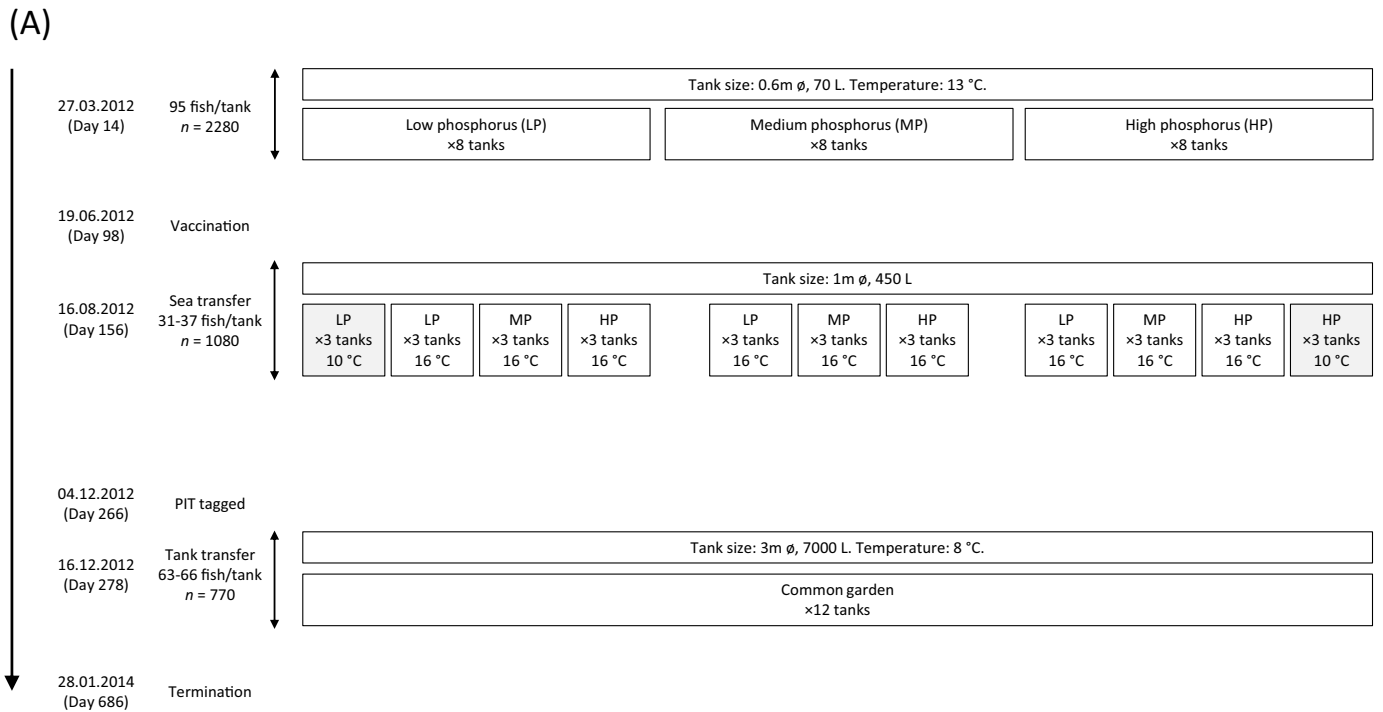 (A)
27.03.2012
(Day 14)
95 fish/tank
n = 2280
Tank size: 0.6m ø, 70 L. Temperature: 13 °C.
Low phosphorus (LP)
×8 tanks
Medium phosphorus (MP)
×8 tanks
High phosphorus (HP)
×8 tanks
19.06.2012
(Day 98)
Vaccination
16.08.2012
(Day 156)
Sea transfer
31-37 fish/tank
n = 1080
Tank size: 1m ø, 450 L
LP
×3 tanks
10 °C
LP
×3 tanks
16 °C
MP
×3 tanks
16 °C
HP
×3 tanks
16 °C
LP
×3 tanks
16 °C
MP
×3 tanks
16 °C
HP
×3 tanks
16 °C
LP
×3 tanks
16 °C
MP
×3 tanks
16 °C
HP
×3 tanks
16 °C
HP
×3 tanks
10 °C
04.12.2012
(Day 266)
PIT tagged
16.12.2012
(Day 278)
Tank transfer
63-66 fish/tank
n = 770
Tank size: 3m ø, 7000 L. Temperature: 8 °C.
Common garden
×12 tanks
28.01.2014
(Day 686)
Termination